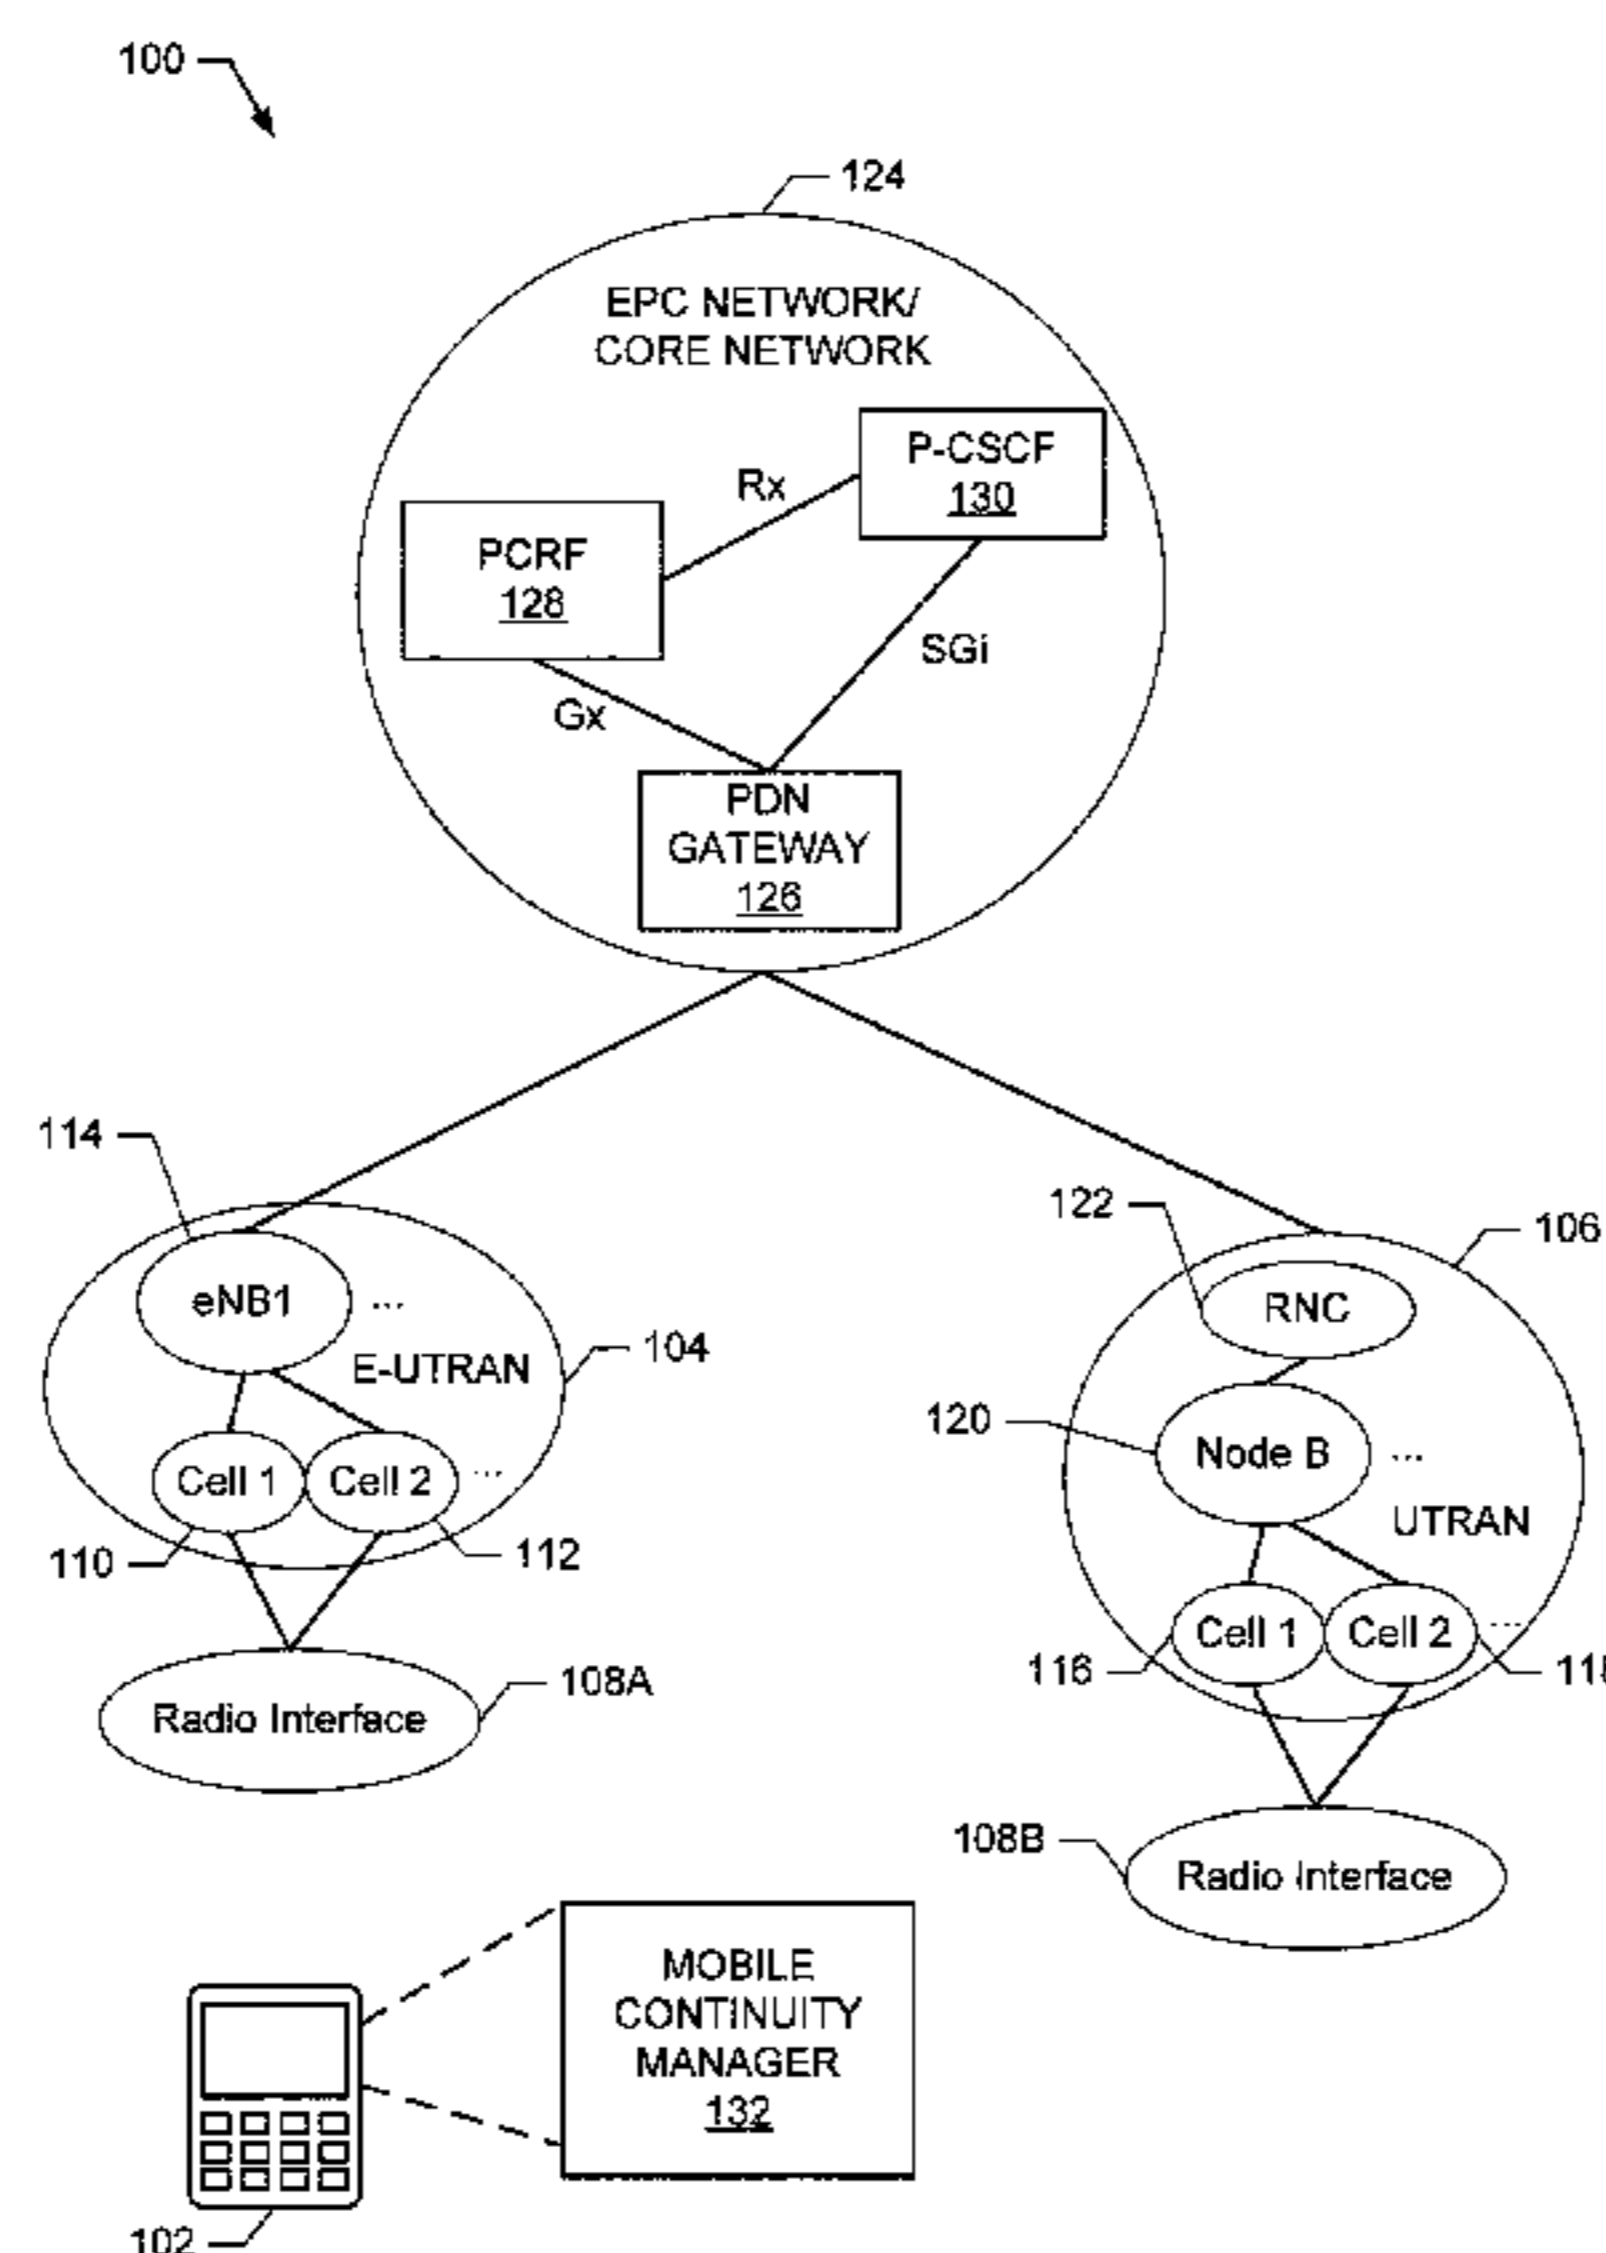 100
124
EPC NETWORK/
CORE NETWORK
P-CSCF
130
Rx
PCRF
128
SGi
Gx
PDN
GATEWAY
126
114
122
106
eNB1
...
RNC
E-UTRAN
104
120
Node B
...
Cell 1
Cell 2
...
UTRAN
110
112
Cell 1
Cell 2
...
116
108A
Radio Interface
108B
Radio Interface
MOBILE
CONTINUITY
MANAGER
132
102